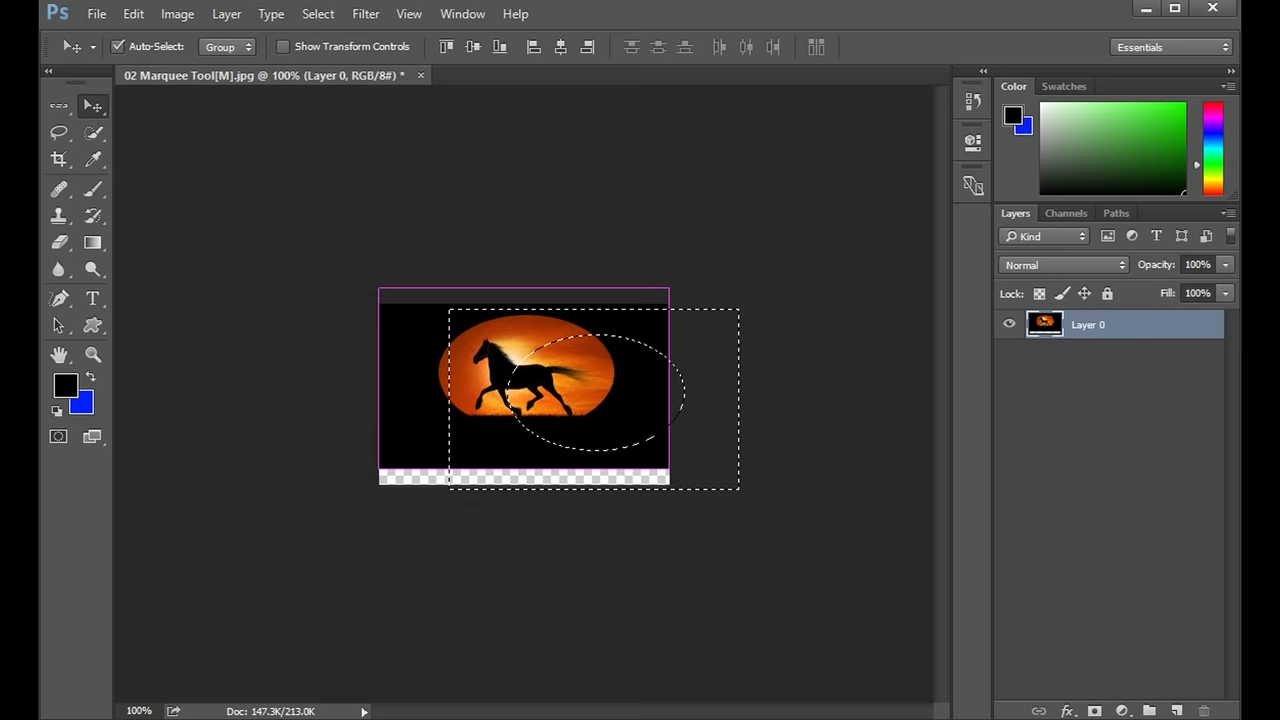 Ps File Edit Image Layer Type Select Filter View Window Help
Auto-Select: Group Show Transform Controls Essentials
02 Marquee Tool[M].jpg @ 100% (Layer 0, RGB/8#) * ×
Color Swatches
Layers Channels Paths
Kind T
Normal Opacity: 100%
Lock: Fill: 100%
Layer 0
T
100% Doc: 147.3K/213.0K
fx